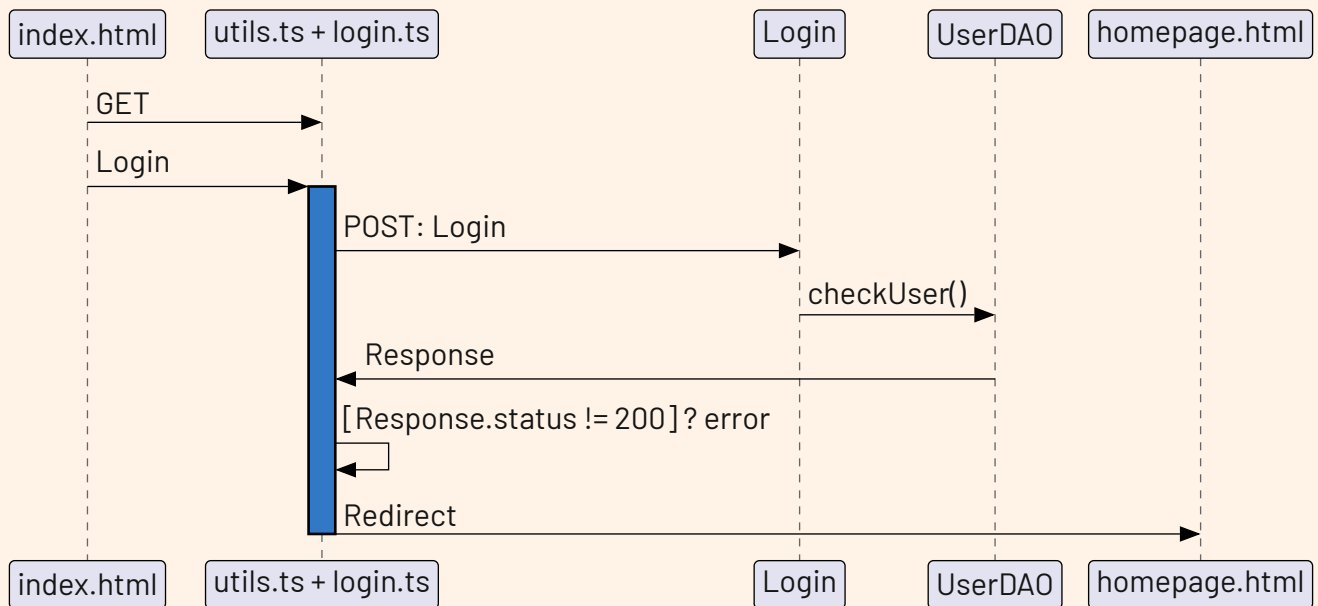 index.html
utils.ts + login.ts
Login
UserDAO
homepage.html
GET
Login
POST: Login
checkUser()
Response
[Response.status != 200] ? error
Redirect
index.html
utils.ts + login.ts
Login
UserDAO
homepage.html